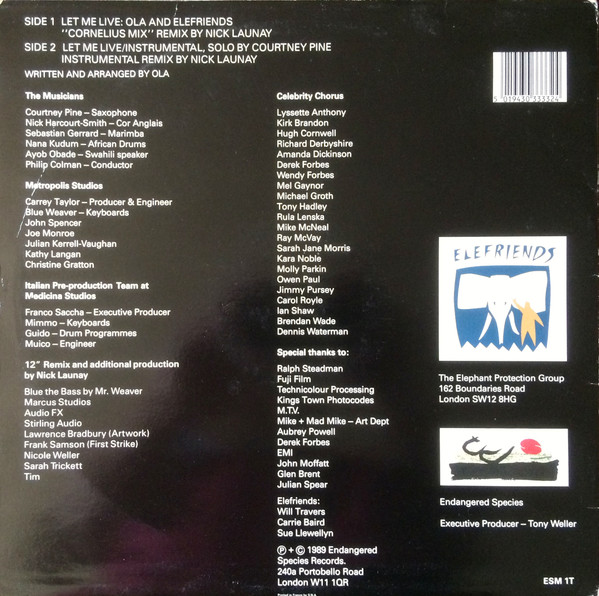 SIDE 1 LET ME LIVE: OLA AND ELEFRIENDS
"CORNELIUS MIX" REMIX BY NICK LAUNAY
SIDE 2 LET ME LIVE/INSTRUMENTAL, SOLO BY COURTNEY PINE
INSTRUMENTAL REMIX BY NICK LAUNAY
WRITTEN AND ARRANGED BY OLA
The Musicians
Courtney Pine – Saxophone
Nick Harcourt-Smith – Cor Anglais
Sebastian Gerrard – Marimba
Nana Kudum – African Drums
Ayob Obade – Swahili speaker
Philip Colman – Conductor
Metropolis Studios
Carrey Taylor – Producer & Engineer
Blue Weaver – Keyboards
John Spencer
Joe Monroe
Julian Kerrell-Vaughan
Kathy Langan
Christine Gratton
Italian Pre-production Team at
Medicina Studios
Franco Saccha – Executive Producer
Mimmo – Keyboards
Guido – Drum Programmes
Muico – Engineer
12" Remix and additional production
by Nick Launay
Blue the Bass by Mr. Weaver
Marcus Studios
Audio FX
Stirling Audio
Lawrence Bradbury (Artwork)
Frank Samson (First Strike)
Nicole Weller
Sarah Trickett
Tim
Celebrity Chorus
Lyssette Anthony
Kirk Brandon
Hugh Cornwell
Richard Derbyshire
Amanda Dickinson
Derek Forbes
Wendy Forbes
Mel Gaynor
Michael Groth
Tony Hadley
Rula Lenska
Mike McNeal
Ray McVay
Sarah Jane Morris
Kara Noble
Molly Parkin
Owen Paul
Jimmy Pursey
Carol Royle
Ian Shaw
Brendan Wade
Dennis Waterman
Special thanks to:
Ralph Steadman
Fuji Film
Technicolour Processing
Kings Town Photocodes
M.T.V.
Mike + Mad Mike – Art Dept
Aubrey Powell
Derek Forbes
EMI
John Moffatt
Glen Brent
Julian Spear
Elefriends:
Will Travers
Carrie Baird
Sue Llewellyn
Ⓟ + © 1989 Endangered
Species Records.
240a Portobello Road
London W11 1QR
Printed in France by
5 019430 333324
ELEFRIENDS
The Elephant Protection Group
162 Boundaries Road
London SW12 8HG
Endangered Species
Executive Producer – Tony Weller
ESM 1T